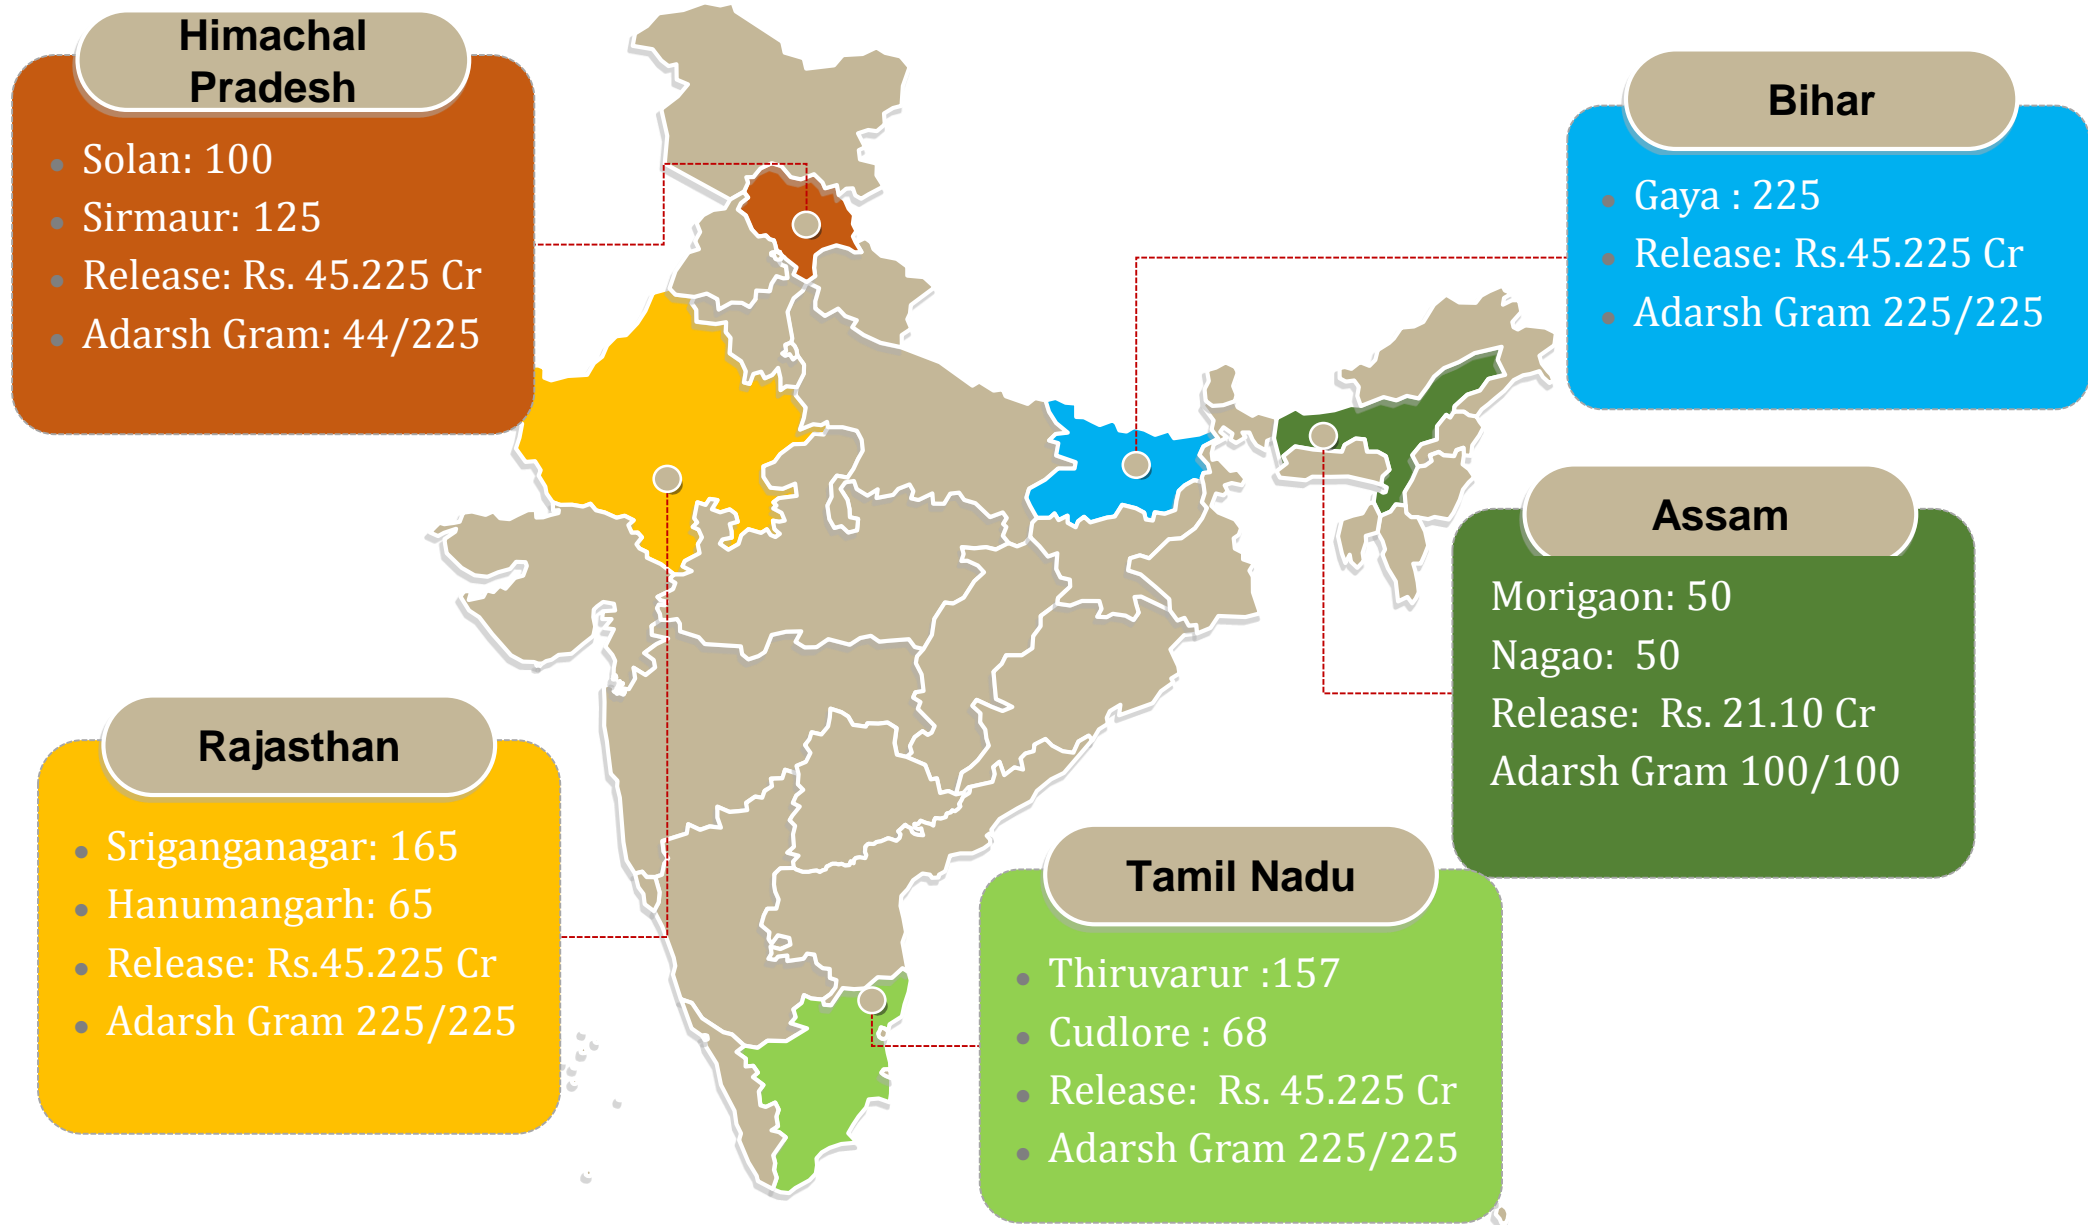 Himachal
Pradesh
Solan: 100
Sirmaur: 125
Release: Rs. 45.225 Cr
Adarsh Gram: 44/225
Bihar
Gaya : 225
Release: Rs.45.225 Cr
Adarsh Gram 225/225
Assam
Morigaon: 50
Nagao: 50
Release: Rs. 21.10 Cr
Adarsh Gram 100/100
Rajasthan
Sriganganagar: 165
Hanumangarh: 65
Release: Rs.45.225 Cr
Adarsh Gram 225/225
Tamil Nadu
Thiruvarur :157
Cudlore : 68
Release: Rs. 45.225 Cr
Adarsh Gram 225/225